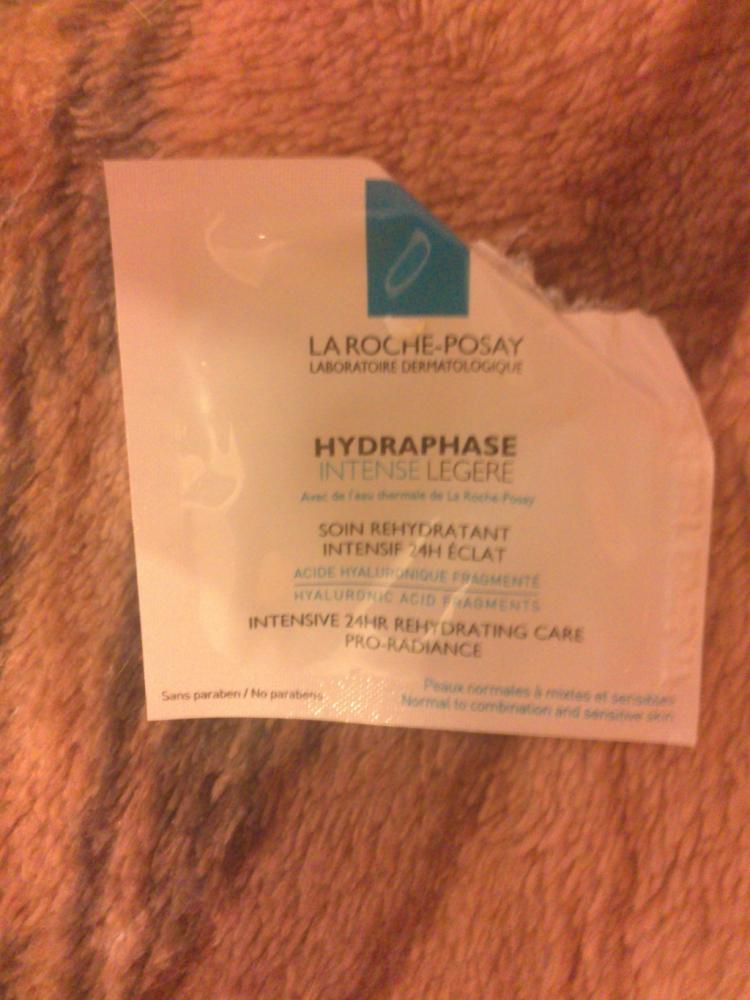 LA ROCHE-POSAY
LABORATOIRE DERMATOLOGIQUE
HYDRAPHASE
INTENSE LEGERE
Avec de l'eau thermale de La Roche-Posay
SOIN REHYDRATANT
INTENSIF 24H ÉCLAT
ACIDE HYALURONIQUE FRAGMENTÉ
HYALURONIC ACID FRAGMENTS
INTENSIVE 24HR REHYDRATING CARE
PRO-RADIANCE
Sans paraben / No parabens
Peaux normales à mixtes et sensibles
Normal to combination and sensitive skin